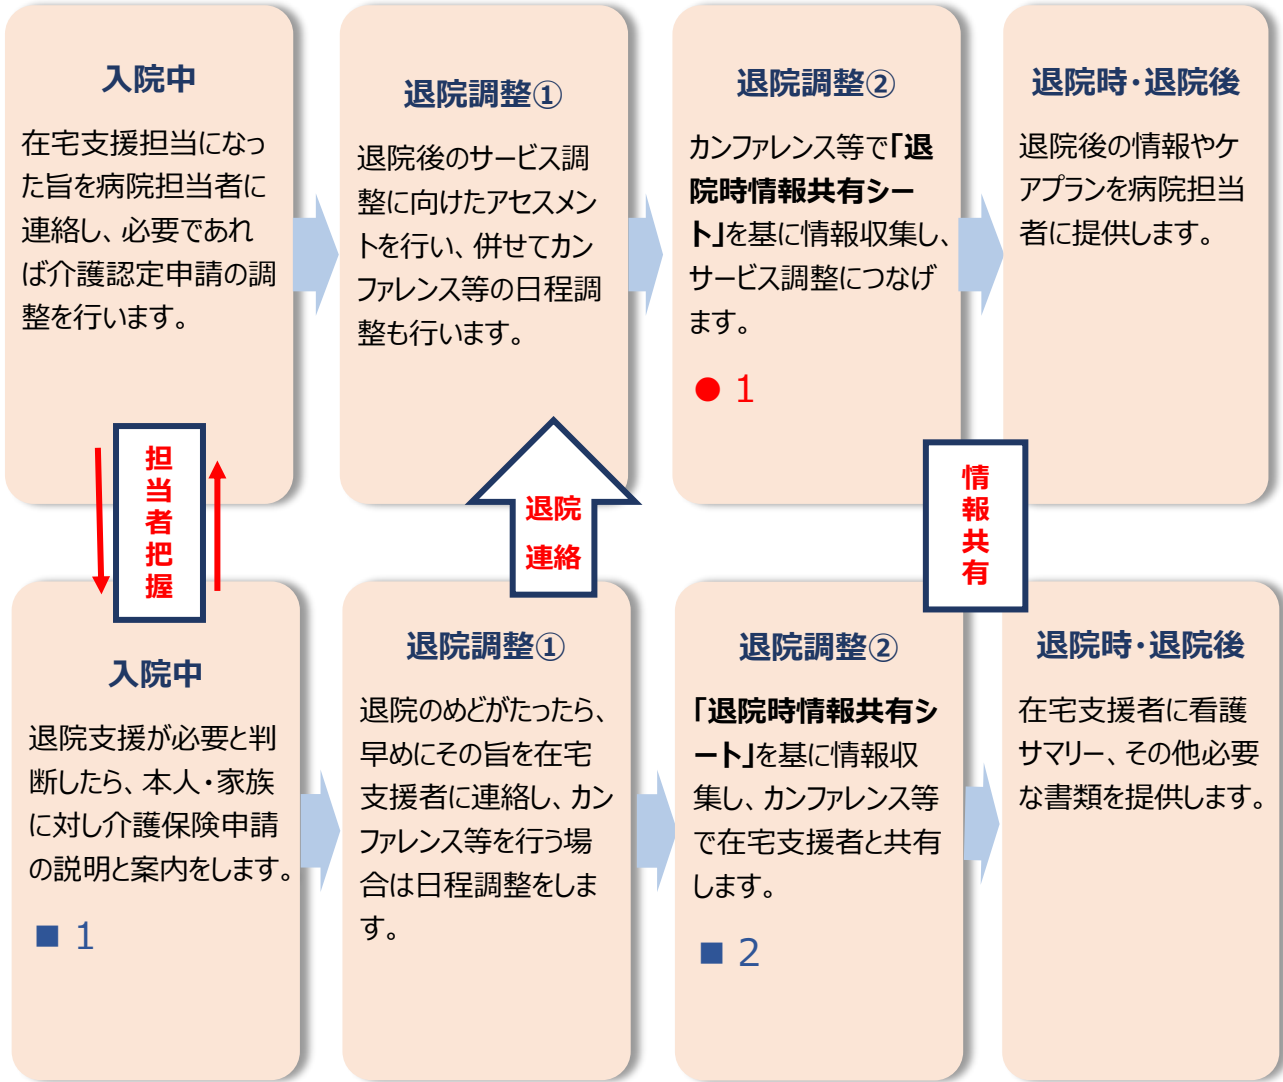 入院中
在宅支援担当になっ
た旨を病院担当者に
連絡し、必要であれ
ば介護認定申請の調
整を行います。
退院調整①
退院後のサービス調
整に向けたアセスメン
トを行い、併せてカン
ファレンス等の日程調
整も行います。
退院調整②
カンファレンス等で「退
院時情報共有シー
ト」を基に情報収集し、
サービス調整につなげ
ます。
● 1
退院時・退院後
退院後の情報やケ
アプランを病院担当
者に提供します。
担当者把握
退院
連絡
情報共有
入院中
退院支援が必要と判
断したら、本人・家族
に対し介護保険申請
の説明と案内をします。
■ 1
退院調整①
退院のめどがたったら、
早めにその旨を在宅
支援者に連絡し、カン
ファレンス等を行う場
合は日程調整をしま
す。
退院調整②
「退院時情報共有シ
ート」を基に情報収
集し、カンファレンス等
で在宅支援者と共有
します。
■ 2
退院時・退院後
在宅支援者に看護
サマリー、その他必要
な書類を提供します。